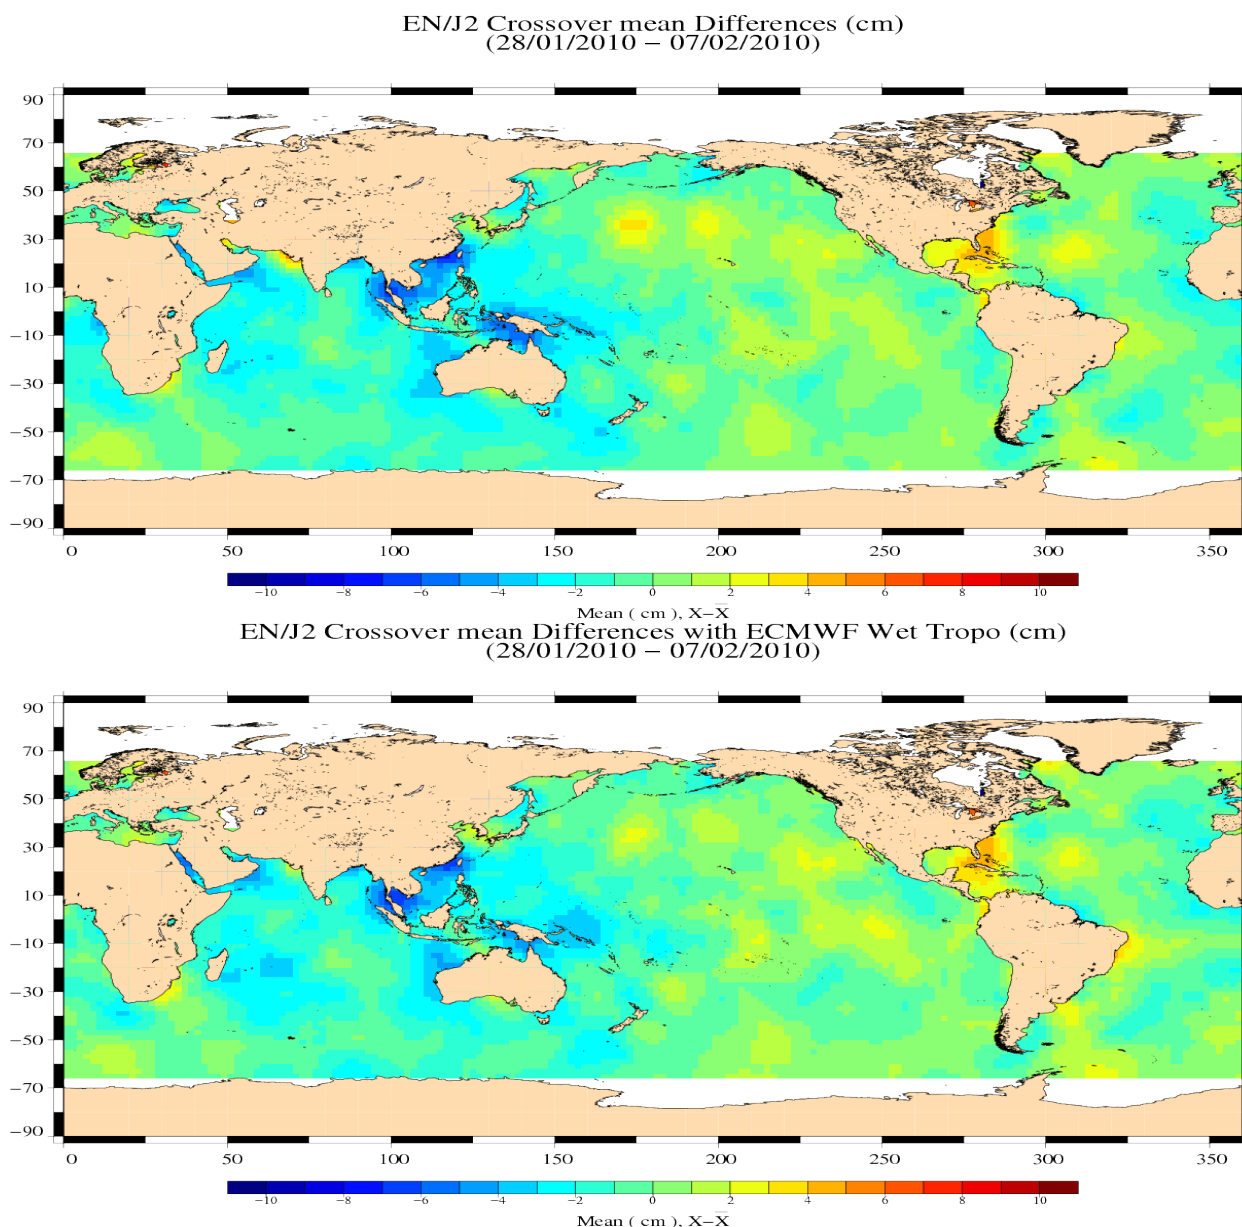 EN/J2 Crossover mean Differences (cm)
(28/01/2010 – 07/02/2010)
90
70
50
30
10
−10
−30
−50
−70
−90
0 50 100 150 200 250 300 350
−10 −8 −6 −4 −2 0 2 4 6 8 10
Mean ( cm ), X−X̅
EN/J2 Crossover mean Differences with ECMWF Wet Tropo (cm)
(28/01/2010 – 07/02/2010)
90
70
50
30
10
−10
−30
−50
−70
−90
0 50 100 150 200 250 300 350
−10 −8 −6 −4 −2 0 2 4 6 8 10
Mean ( cm ), X−X̅